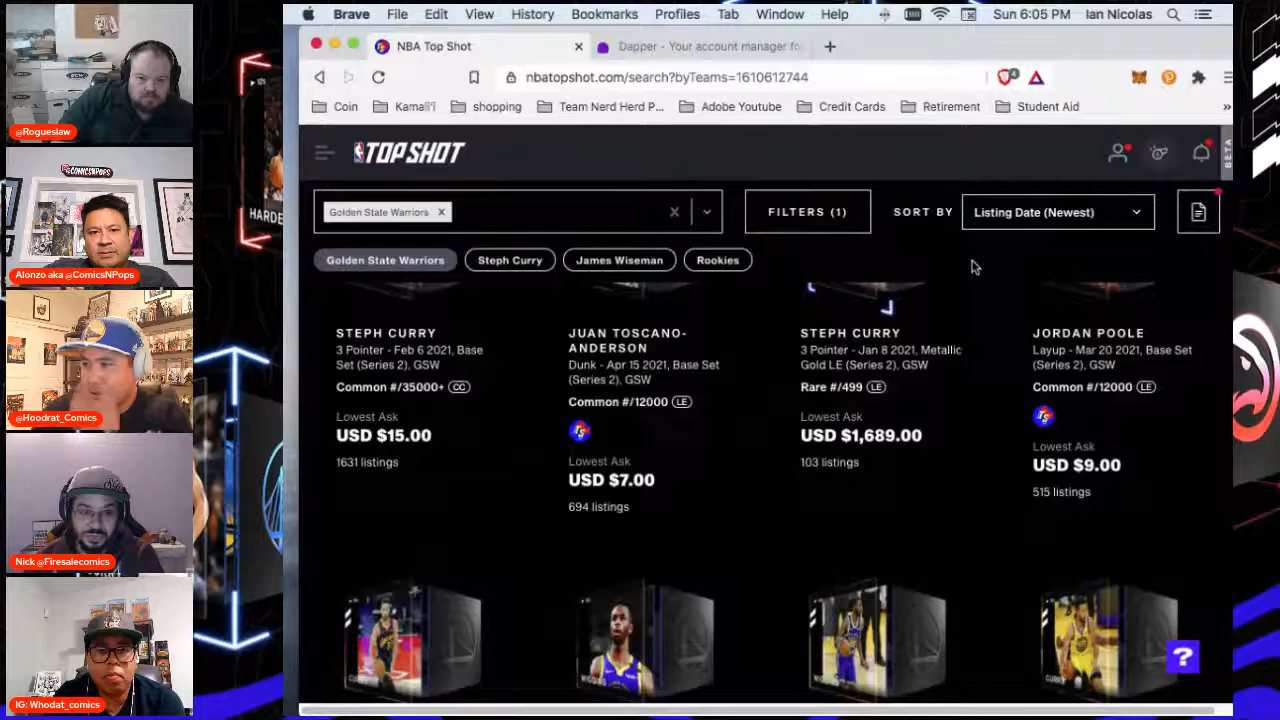 Brave File Edit View History Bookmarks Profiles Tab Window Help Sun 6:05 PM Ian Nicolas
NBA Top Shot
Dapper - Your account manager fo
nbatopshot.com/search?byTeams=1610612744
Coin Kamali'i shopping Team Nerd Herd P... Adobe Youtube Credit Cards Retirement Student Aid »
TOP SHOT
BETA
Golden State Warriors
FILTERS (1)
SORT BY
Listing Date (Newest)
Golden State Warriors Steph Curry James Wiseman Rookies
STEPH CURRY
3 Pointer - Feb 6 2021, Base
Set (Series 2), GSW
Common #/35000+ CC
Lowest Ask
USD $15.00
1631 listings
JUAN TOSCANO-
ANDERSON
Dunk - Apr 15 2021, Base Set
(Series 2), GSW
Common #/12000 LE
Lowest Ask
USD $7.00
694 listings
STEPH CURRY
3 Pointer - Jan 8 2021, Metallic
Gold LE (Series 2), GSW
Rare #/499 LE
Lowest Ask
USD $1,689.00
103 listings
JORDAN POOLE
Layup - Mar 20 2021, Base Set
(Series 2), GSW
Common #/12000 LE
Lowest Ask
USD $9.00
515 listings
?
@Rogueslaw
@COMICSNPOPS
Alonzo aka @ComicsNPops
@Hoodrat_Comics
Nick @Firesalecomics
IG: Whodat_comics
HARDE